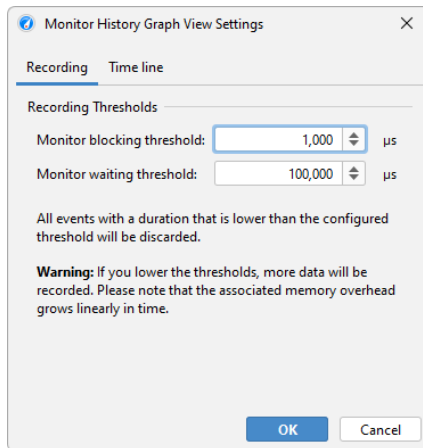 Monitor History Graph View Settings
Recording Time line
Recording Thresholds
Monitor blocking threshold: 1,000 µs
Monitor waiting threshold: 100,000 µs
All events with a duration that is lower than the configured
threshold will be discarded.
Warning: If you lower the thresholds, more data will be
recorded. Please note that the associated memory overhead
grows linearly in time.
OK Cancel